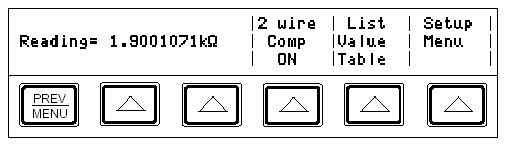 |2 wire | List | Setup |
Reading= 1.9001071kΩ | Comp |Value | Menu |
| ON |Table | |
PREV
MENU